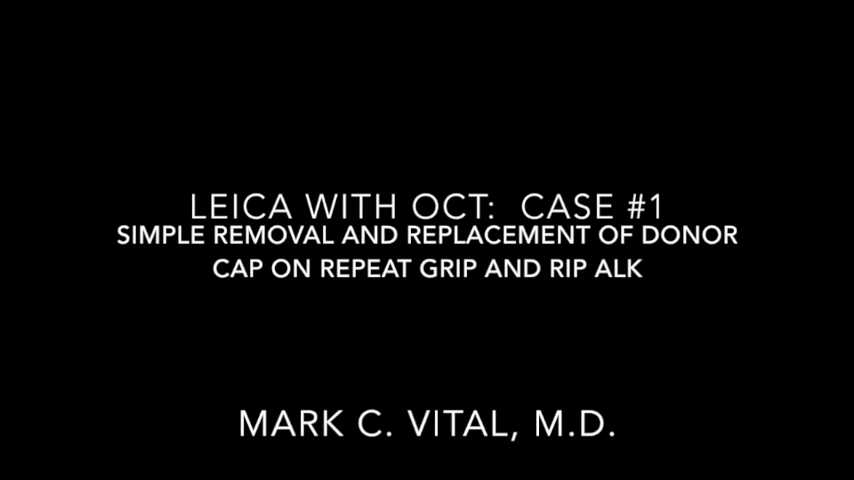 LEICA WITH OCT: CASE #1
SIMPLE REMOVAL AND REPLACEMENT OF DONOR
CAP ON REPEAT GRIP AND RIP ALK
MARK C. VITAL, M.D.